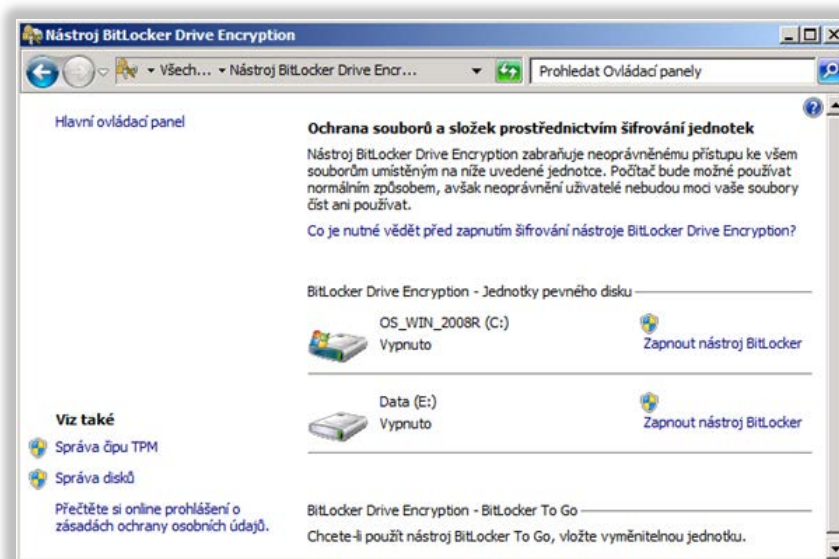 Nástroj BitLocker Drive Encryption
Všech... Nástroj BitLocker Drive Encr... Prohledat Ovládací panely
Hlavní ovládací panel
Ochrana souborů a složek prostřednictvím šifrování jednotek
Nástroj BitLocker Drive Encryption zabraňuje neoprávněnému přístupu ke všem
souborům umístěným na níže uvedené jednotce. Počítač bude možné používat
normálním způsobem, avšak neoprávnění uživatelé nebudou moci vaše soubory
číst ani používat.
Co je nutné vědět před zapnutím šifrování nástroje BitLocker Drive Encryption?
BitLocker Drive Encryption - Jednotky pevného disku
OS_WIN_2008R (C:)
Vypnuto Zapnout nástroj BitLocker
Data (E:)
Vypnuto Zapnout nástroj BitLocker
Viz také
Správa čipu TPM
Správa disků
Přečtěte si online prohlášení o
zásadách ochrany osobních údajů.
BitLocker Drive Encryption - BitLocker To Go
Chcete-li použít nástroj BitLocker To Go, vložte vyměnitelnou jednotku.